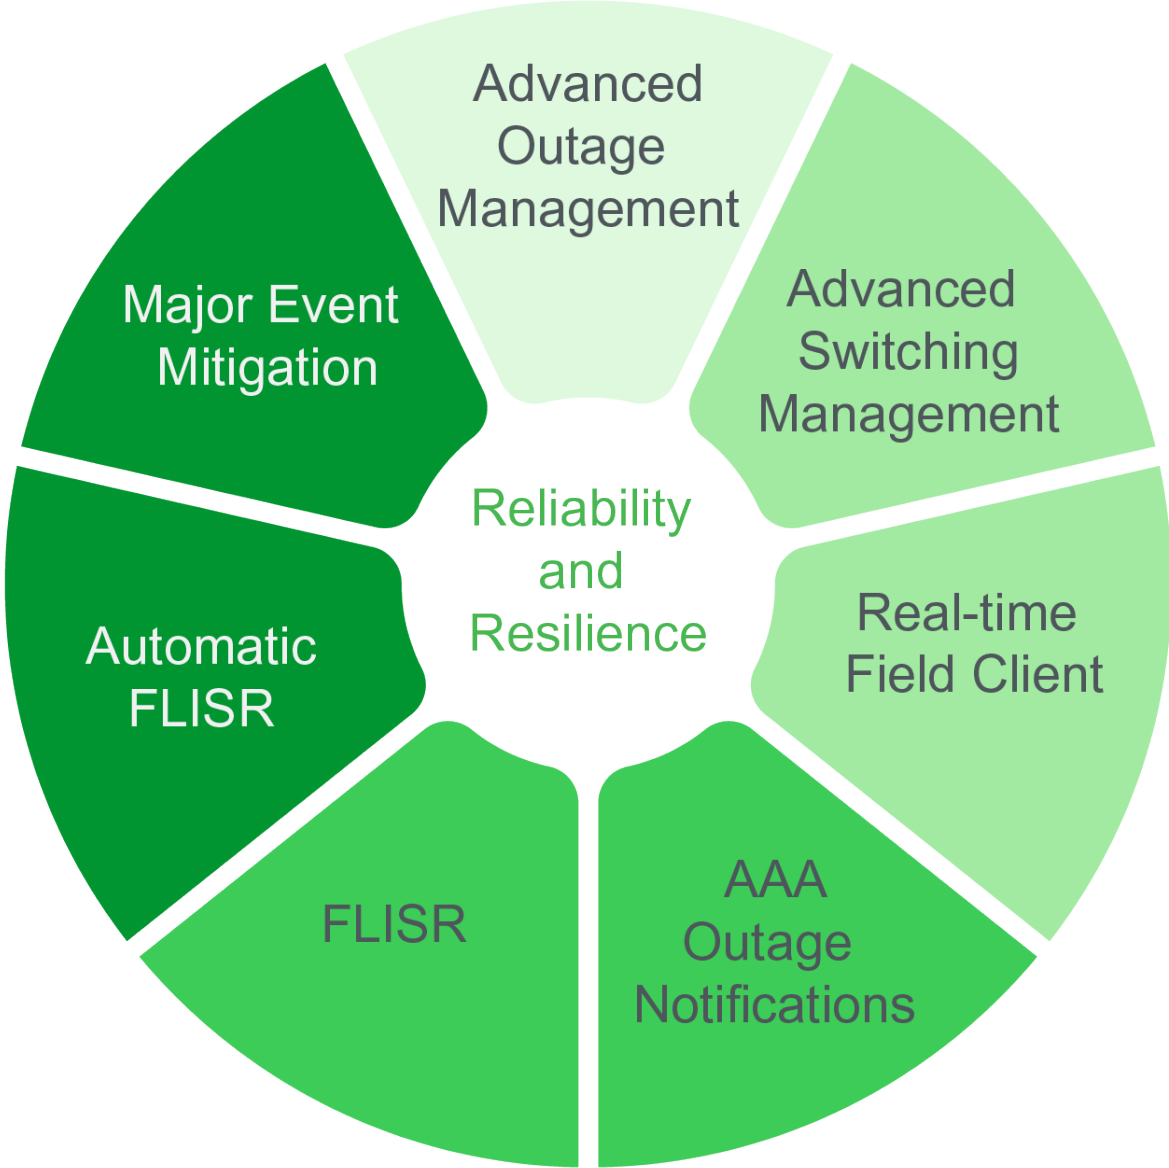 Advanced
Outage
Management
Advanced
Switching
Management
Real-time
Field Client
AAA
Outage
Notifications
FLISR
Automatic
FLISR
Major Event
Mitigation
Reliability
and
Resilience